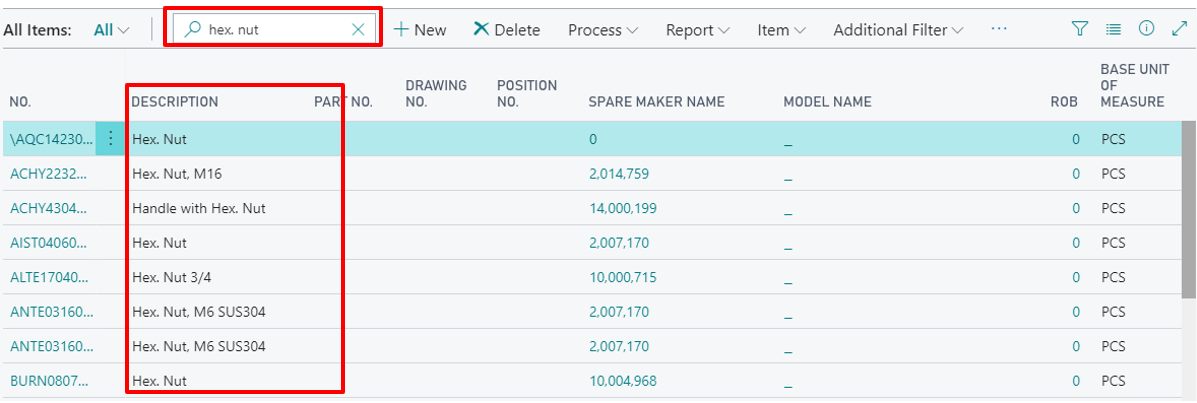 All Items: All hex. nut New Delete Process Report Item Additional Filter ...
NO. DESCRIPTION PART NO. DRAWING NO. POSITION NO. SPARE MAKER NAME MODEL NAME ROB BASE UNIT OF MEASURE
\AQC14230... Hex. Nut 0 _ 0 PCS
ACHY2232... Hex. Nut, M16 2,014,759 _ 0 PCS
ACHY4304... Handle with Hex. Nut 14,000,199 _ 0 PCS
AIST04060... Hex. Nut 2,007,170 _ 0 PCS
ALTE17040... Hex. Nut 3/4 10,000,715 _ 0 PCS
ANTE03160... Hex. Nut, M6 SUS304 2,007,170 _ 0 PCS
ANTE03160... Hex. Nut, M6 SUS304 2,007,170 _ 0 PCS
BURN0807... Hex. Nut 10,004,968 _ 0 PCS